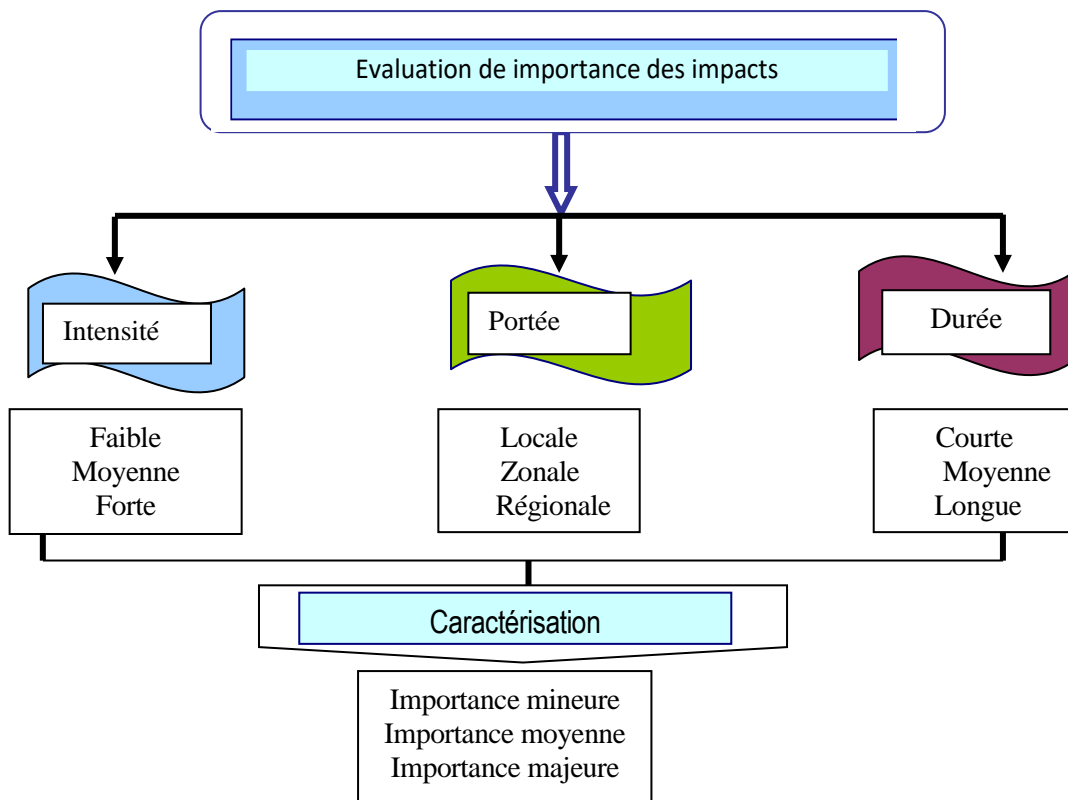 Evaluation de importance des impacts
Intensité
Portée
Durée
Faible
Moyenne
Forte
Locale
Zonale
Régionale
Courte
Moyenne
Longue
Caractérisation
Importance mineure
Importance moyenne
Importance majeure